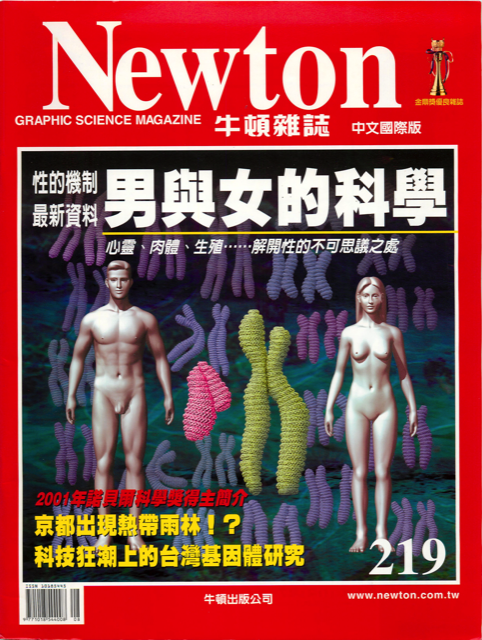 Newton
金鼎獎優良雜誌
GRAPHIC SCIENCE MAGAZINE 牛頓雜誌 中文國際版
性的機制
最新資料
男與女的科學
心靈、肉體、生殖……解開性的不可思議之處
2001年諾貝爾科學獎得主簡介
京都出現熱帶雨林!?
科技狂潮上的台灣基因體研究
219
ISSN 10185445
9 771018 544008
08
牛頓出版公司
www.newton.com.tw